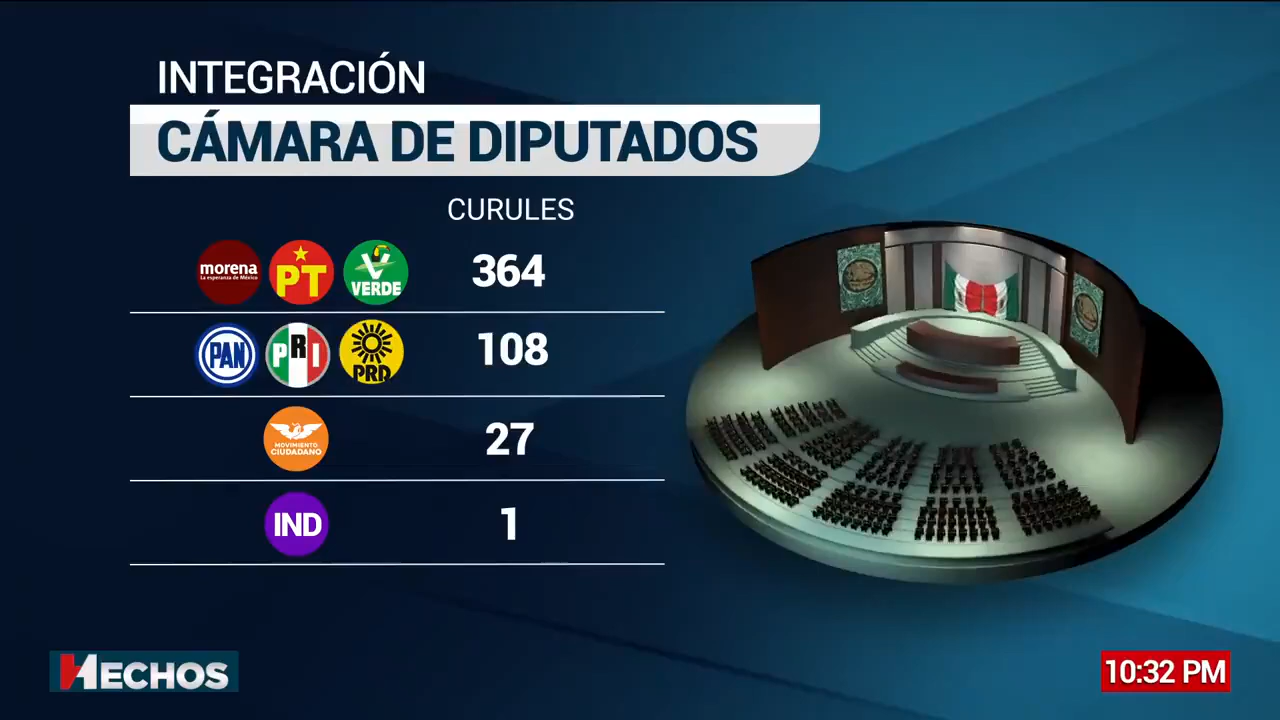 INTEGRACIÓN
CÁMARA DE DIPUTADOS
CURULES
morena
La esperanza de México
PT
VERDE
364
PAN
PRI
PRD
108
MOVIMIENTO
CIUDADANO
27
IND
1
HECHOS
10:32 PM